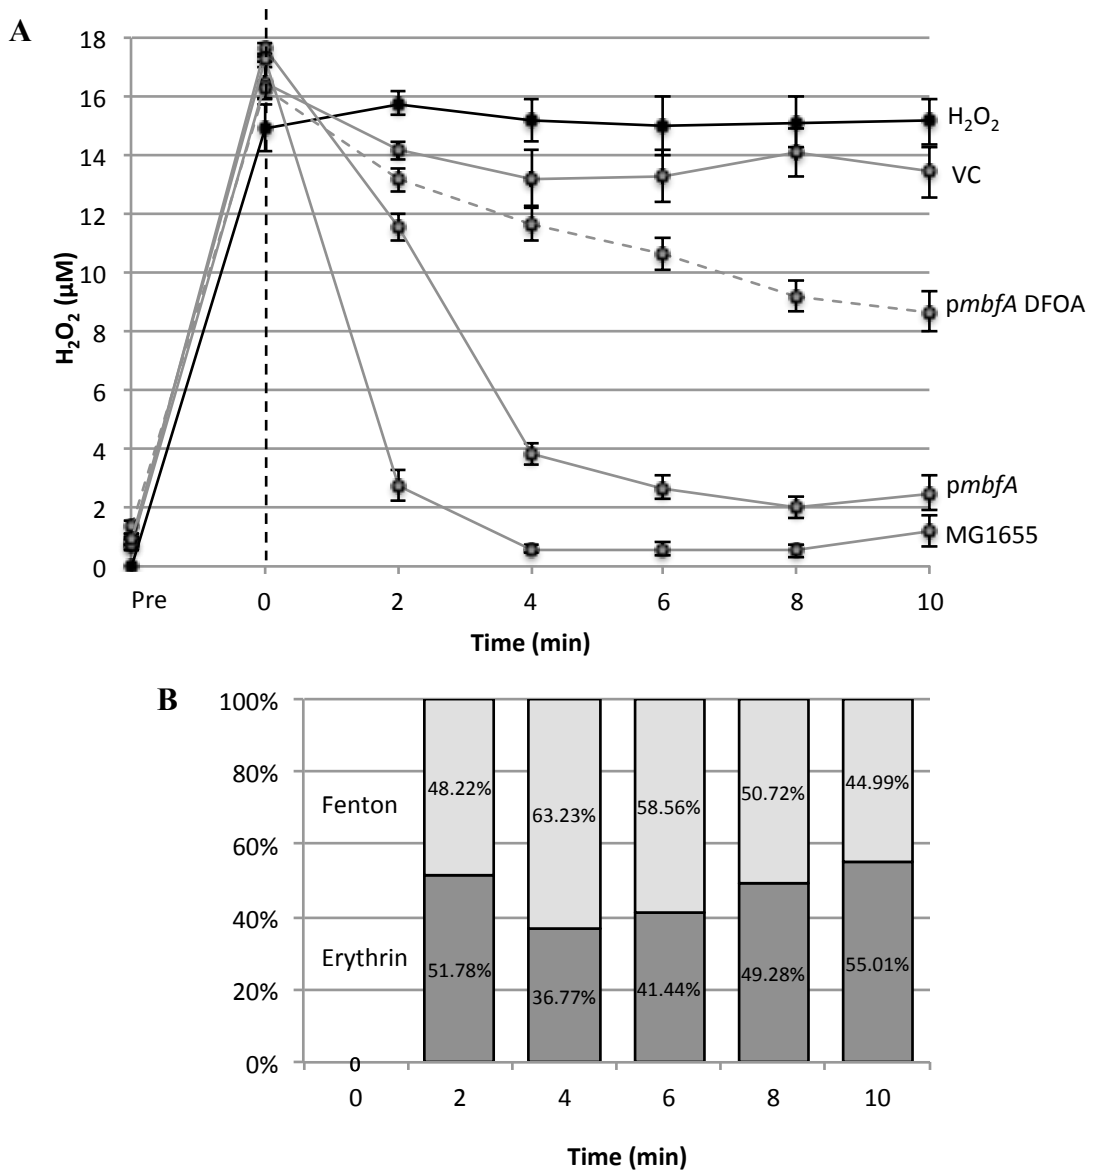 A
18
16
14
12
10
8
6
4
2
0
H₂O₂ (µM)
H₂O₂
VC
pmbfA DFOA
pmbfA
MG1655
Pre 0 2 4 6 8 10
Time (min)
B
100%
80%
60%
40%
20%
0%
Fenton
Erythrin
48.22% 63.23% 58.56% 50.72% 44.99%
51.78% 36.77% 41.44% 49.28% 55.01%
0
0 2 4 6 8 10
Time (min)